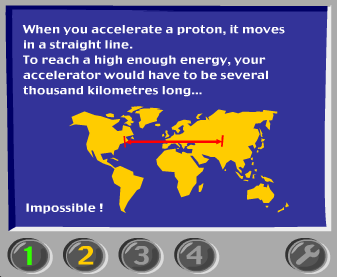 When you accelerate a proton, it moves
in a straight line.
To reach a high enough energy, your
accelerator would have to be several
thousand kilometres long...
Impossible !
1 2 3 4